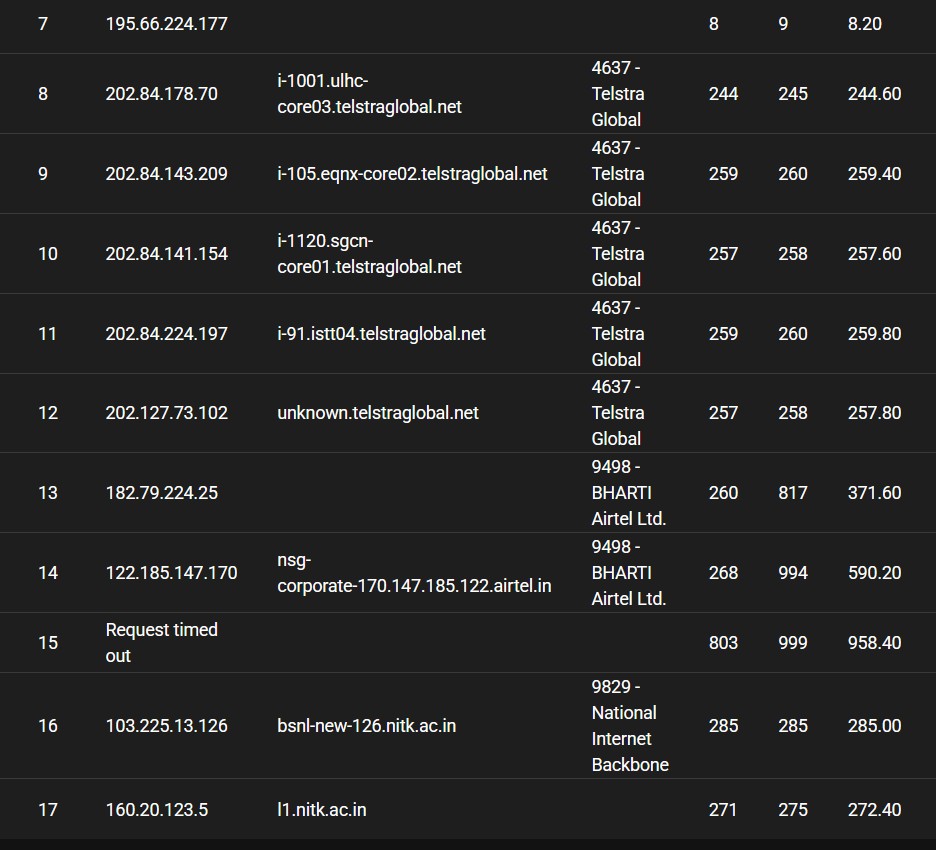 7 195.66.224.177 8 9 8.20
8 202.84.178.70 i-1001.ulhc-core03.telstraglobal.net 4637 - Telstra Global 244 245 244.60
9 202.84.143.209 i-105.eqnx-core02.telstraglobal.net 4637 - Telstra Global 259 260 259.40
10 202.84.141.154 i-1120.sgcn-core01.telstraglobal.net 4637 - Telstra Global 257 258 257.60
11 202.84.224.197 i-91.istt04.telstraglobal.net 4637 - Telstra Global 259 260 259.80
12 202.127.73.102 unknown.telstraglobal.net 4637 - Telstra Global 257 258 257.80
13 182.79.224.25 9498 - BHARTI Airtel Ltd. 260 817 371.60
14 122.185.147.170 nsg-corporate-170.147.185.122.airtel.in 9498 - BHARTI Airtel Ltd. 268 994 590.20
15 Request timed out 803 999 958.40
16 103.225.13.126 bsnl-new-126.nitk.ac.in 9829 - National Internet Backbone 285 285 285.00
17 160.20.123.5 l1.nitk.ac.in 271 275 272.40